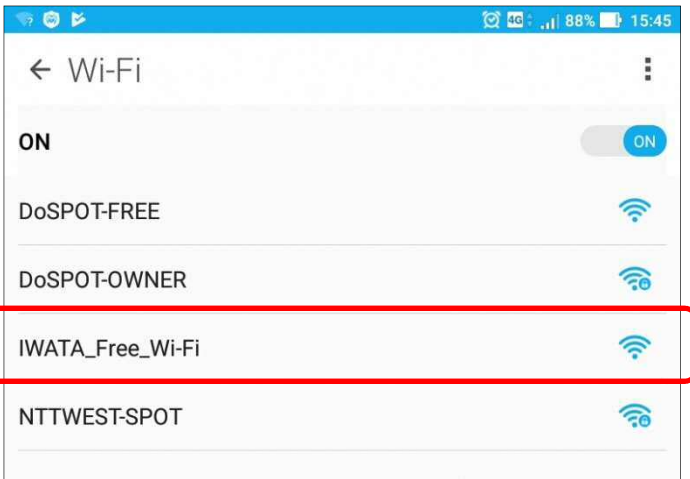 4G 88% 15:45
← Wi-Fi
ON ON
DoSPOT-FREE
DoSPOT-OWNER
IWATA_Free_Wi-Fi
NTTWEST-SPOT